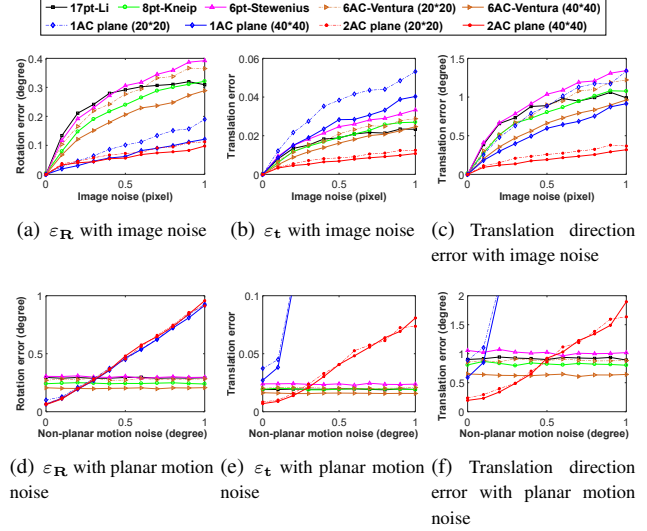 17pt-Li 8pt-Kneip 6pt-Stewenius 6AC-Ventura (20*20) 6AC-Ventura (40*40)
1AC plane (20*20) 1AC plane (40*40) 2AC plane (20*20) 2AC plane (40*40)
Rotation error (degree)
0.4
0.3
0.2
0.1
0
0 0.5 1
Image noise (pixel)
Translation error
0.06
0.04
0.02
0
0 0.5 1
Image noise (pixel)
Translation error (degree)
1.5
1
0.5
0
0 0.5 1
Image noise (pixel)
(a) εR with image noise
(b) εt with image noise
(c) Translation direction
error with image noise
Rotation error (degree)
1
0.5
0
0 0.5 1
Non-planar motion noise (degree)
Translation error
0.1
0.05
0
0 0.5 1
Non-planar motion noise (degree)
Translation error (degree)
2
1.5
1
0.5
0
0 0.5 1
Non-planar motion noise (degree)
(d) εR with planar motion
noise
(e) εt with planar motion
noise
(f) Translation direction
error with planar motion
noise